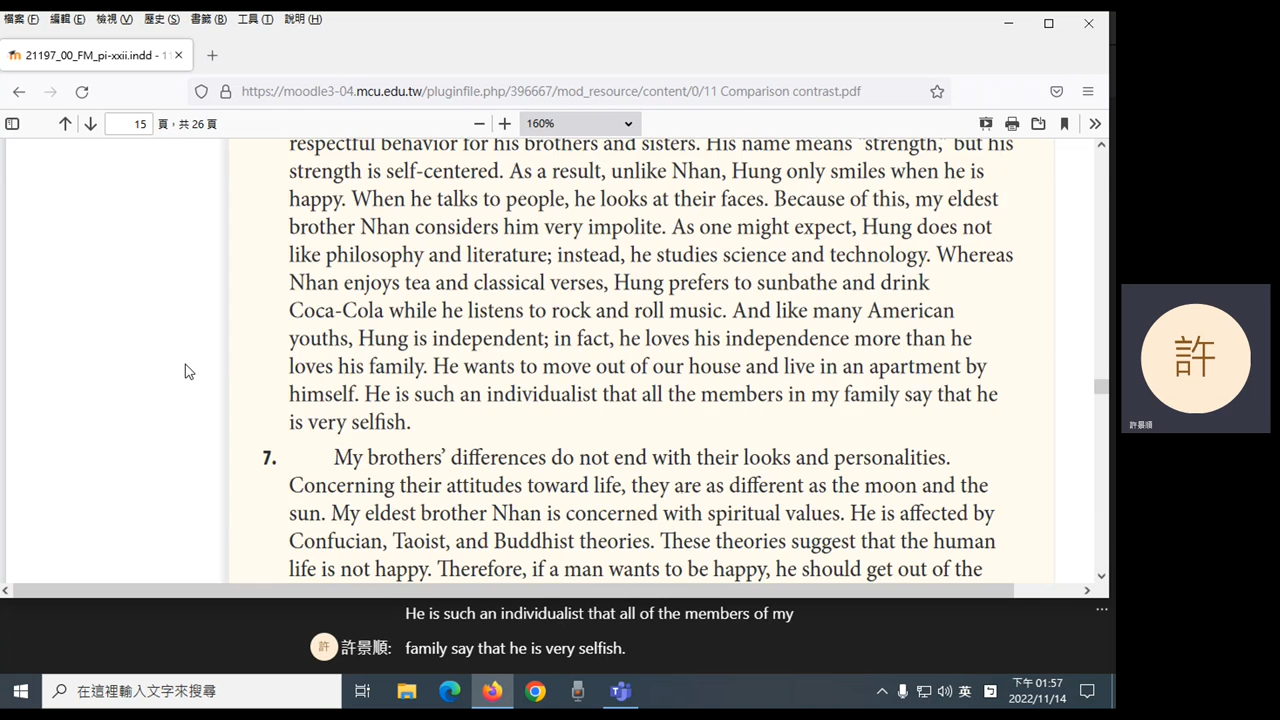 檔案 (F) 編輯 (E) 檢視 (V) 歷史 (S) 書籤 (B) 工具 (T) 說明 (H)
21197_00_FM_pi-xxii.indd - 11
https://moodle3-04.mcu.edu.tw/pluginfile.php/396667/mod_resource/content/0/11 Comparison contrast.pdf
15 頁，共 26 頁 160%
respectful behavior for his brothers and sisters. His name means "strength," but his
strength is self-centered. As a result, unlike Nhan, Hung only smiles when he is
happy. When he talks to people, he looks at their faces. Because of this, my eldest
brother Nhan considers him very impolite. As one might expect, Hung does not
like philosophy and literature; instead, he studies science and technology. Whereas
Nhan enjoys tea and classical verses, Hung prefers to sunbathe and drink
Coca-Cola while he listens to rock and roll music. And like many American
youths, Hung is independent; in fact, he loves his independence more than he
loves his family. He wants to move out of our house and live in an apartment by
himself. He is such an individualist that all the members in my family say that he
is very selfish.
7. My brothers' differences do not end with their looks and personalities.
Concerning their attitudes toward life, they are as different as the moon and the
sun. My eldest brother Nhan is concerned with spiritual values. He is affected by
Confucian, Taoist, and Buddhist theories. These theories suggest that the human
life is not happy. Therefore, if a man wants to be happy, he should get out of the
許
許景順
He is such an individualist that all of the members of my
許 許景順: family say that he is very selfish.
在這裡輸入文字來搜尋
英
下午 01:57
2022/11/14